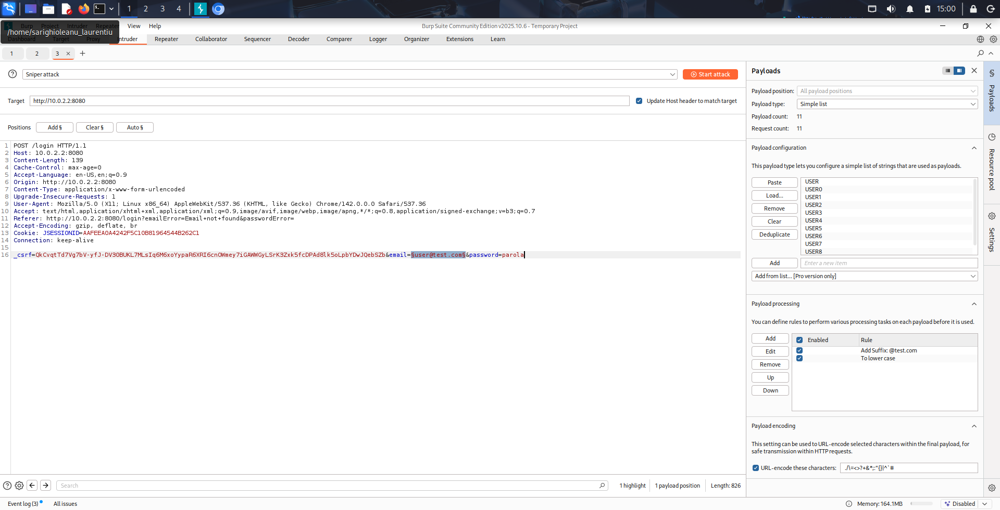 1 2 3 4 15:00
Burp Project Intruder Repeater View Help Burp Suite Community Edition v2025.10.6 - Temporary Project
/home/sarighioleanu_laurentiu
Dashboard Target Proxy Intruder Repeater Collaborator Sequencer Decoder Comparer Logger Organizer Extensions Learn
1 2 3 × +
Sniper attack Start attack
Target http://10.0.2.2:8080 Update Host header to match target
Positions Add § Clear § Auto §
1 POST /login HTTP/1.1
2 Host: 10.0.2.2:8080
3 Content-Length: 139
4 Cache-Control: max-age=0
5 Accept-Language: en-US,en;q=0.9
6 Origin: http://10.0.2.2:8080
7 Content-Type: application/x-www-form-urlencoded
8 Upgrade-Insecure-Requests: 1
9 User-Agent: Mozilla/5.0 (X11; Linux x86_64) AppleWebKit/537.36 (KHTML, like Gecko) Chrome/142.0.0.0 Safari/537.36
10 Accept: text/html,application/xhtml+xml,application/xml;q=0.9,image/avif,image/webp,image/apng,*/*;q=0.8,application/signed-exchange;v=b3;q=0.7
11 Referer: http://10.0.2.2:8080/login?emailError=Email+not+found&passwordError=
12 Accept-Encoding: gzip, deflate, br
13 Cookie: JSESSIONID=AAFEEA0A4242F5C10B81964544B262C1
14 Connection: keep-alive
15
16 _csrf=QkCvqtTd7Vg7bV-yfJ-DV30BUKL7MLsIq6M6xoYypaR6XRI6cnOWmey7iGAWWGyLSrK3Zxk5fcDPAd8lk5oLpbYDwJQebSZb&email=§user@test.com§&password=parola
Search 1 highlight 1 payload position Length: 826
Event log (3) All issues Memory: 164.1MB Disabled
Payloads
Payload position: All payload positions
Payload type: Simple list
Payload count: 11
Request count: 11
Payload configuration
This payload type lets you configure a simple list of strings that are used as payloads.
Paste
Load...
Remove
Clear
Deduplicate
USER
USER0
USER1
USER2
USER3
USER4
USER5
USER6
USER7
USER8
Add Enter a new item
Add from list... [Pro version only]
Payload processing
You can define rules to perform various processing tasks on each payload before it is used.
Add
Edit
Remove
Up
Down
Enabled Rule
Add Suffix: @test.com
To lower case
Payload encoding
This setting can be used to URL-encode selected characters within the final payload, for
safe transmission within HTTP requests.
URL-encode these characters: ./\=<>?+&*;:"{}|^`#
§ Payloads
Resource pool
Settings